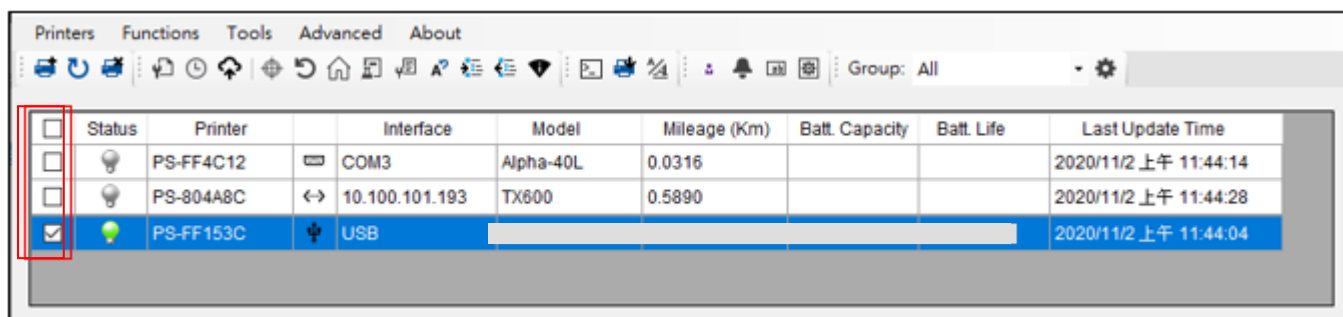 Printers Functions Tools Advanced About
Group: All
Status Printer Interface Model Mileage (Km) Batt. Capacity Batt. Life Last Update Time
PS-FF4C12 COM3 Alpha-40L 0.0316 2020/11/2 上午 11:44:14
PS-804A8C 10.100.101.193 TX600 0.5890 2020/11/2 上午 11:44:28
PS-FF153C USB 2020/11/2 上午 11:44:04